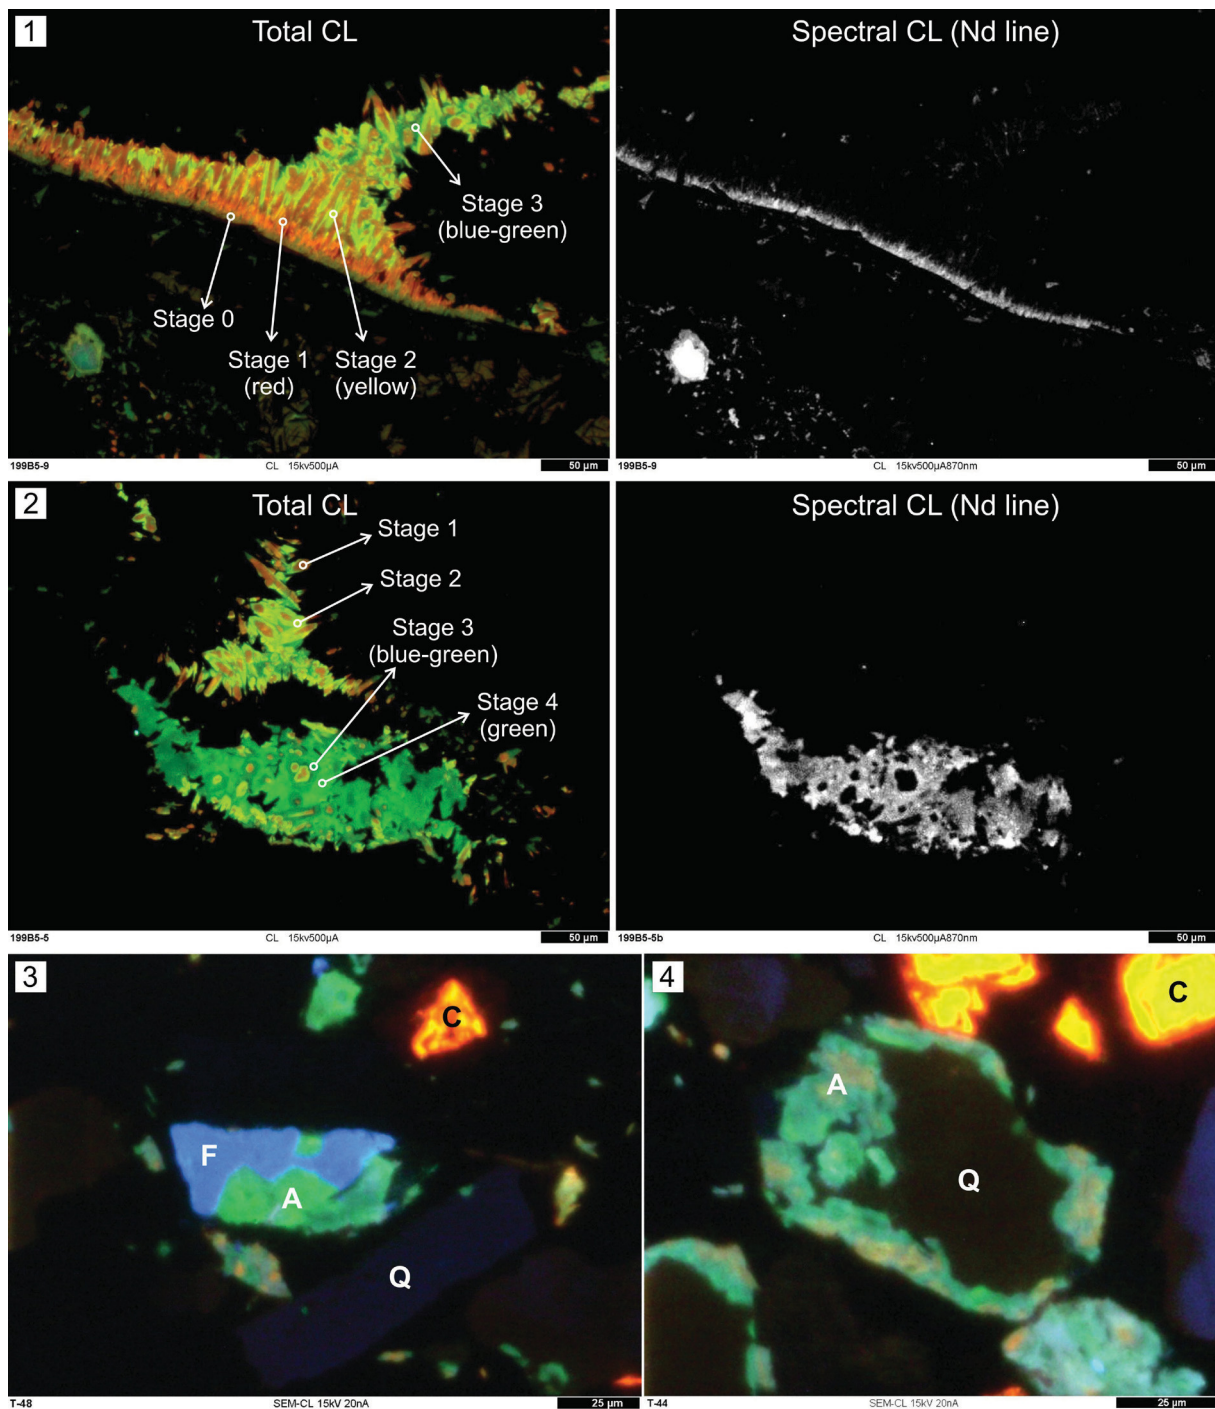 1
Total CL
Spectral CL (Nd line)
Stage 3
(blue-green)
Stage 0
Stage 1
(red)
Stage 2
(yellow)
199B5-9
CL 15kv500µA
50 µm
199B5-9
CL 15kv500µA870nm
50 µm
2
Total CL
Spectral CL (Nd line)
Stage 1
Stage 2
Stage 3
(blue-green)
Stage 4
(green)
199B5-5
CL 15kv500µA
50 µm
199B5-5b
CL 15kv500µA870nm
50 µm
3
C
F
A
Q
T-48
SEM-CL 15kV 20nA
25 µm
4
C
A
Q
T-44
SEM-CL 15kV 20nA
25 µm